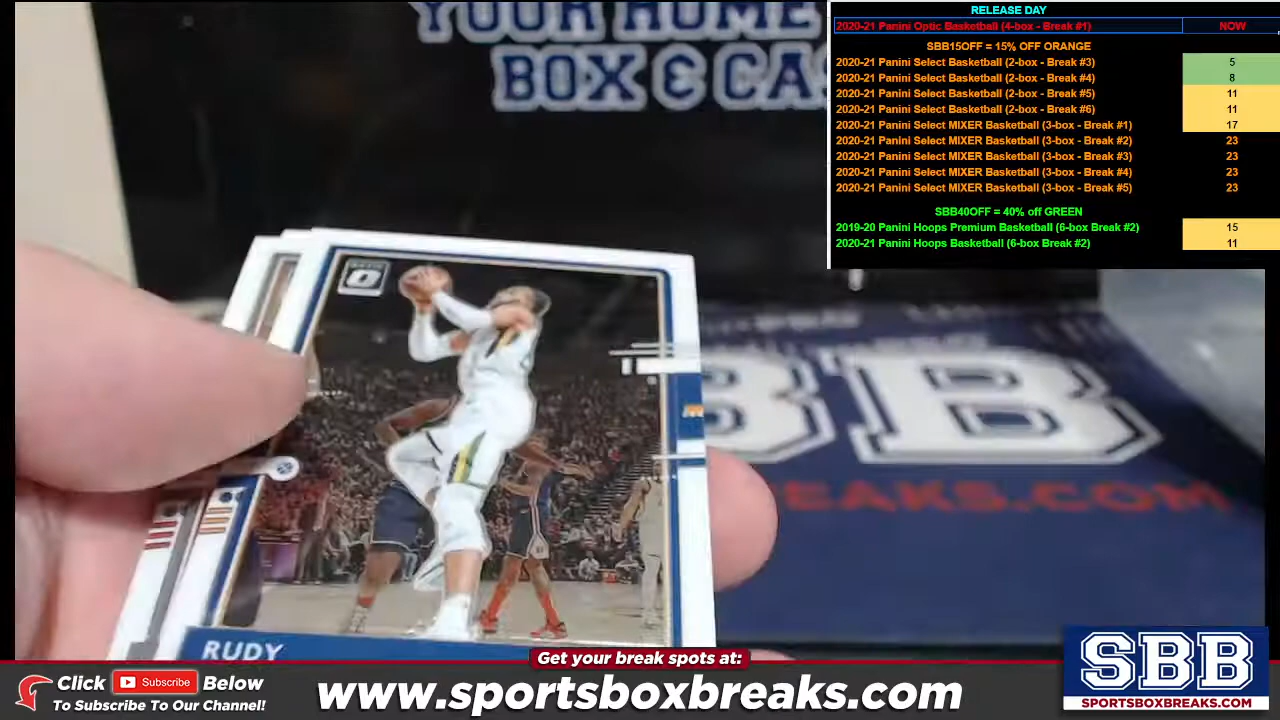 YOUR HOME
BOX & CA
RELEASE DAY
2020-21 Panini Optic Basketball (4-box - Break #1) NOW
SBB15OFF = 15% OFF ORANGE
2020-21 Panini Select Basketball (2-box - Break #3) 5
2020-21 Panini Select Basketball (2-box - Break #4) 8
2020-21 Panini Select Basketball (2-box - Break #5) 11
2020-21 Panini Select Basketball (2-box - Break #6) 11
2020-21 Panini Select MIXER Basketball (3-box - Break #1) 17
2020-21 Panini Select MIXER Basketball (3-box - Break #2) 23
2020-21 Panini Select MIXER Basketball (3-box - Break #3) 23
2020-21 Panini Select MIXER Basketball (3-box - Break #4) 23
2020-21 Panini Select MIXER Basketball (3-box - Break #5) 23
SBB40OFF = 40% off GREEN
2019-20 Panini Hoops Premium Basketball (6-box Break #2) 15
2020-21 Panini Hoops Basketball (6-box Break #2) 11
BB
EAKS.COM
RUDY
Get your break spots at:
Click Subscribe Below
To Subscribe To Our Channel!
www.sportsboxbreaks.com
SBB
SPORTSBOXBREAKS.COM